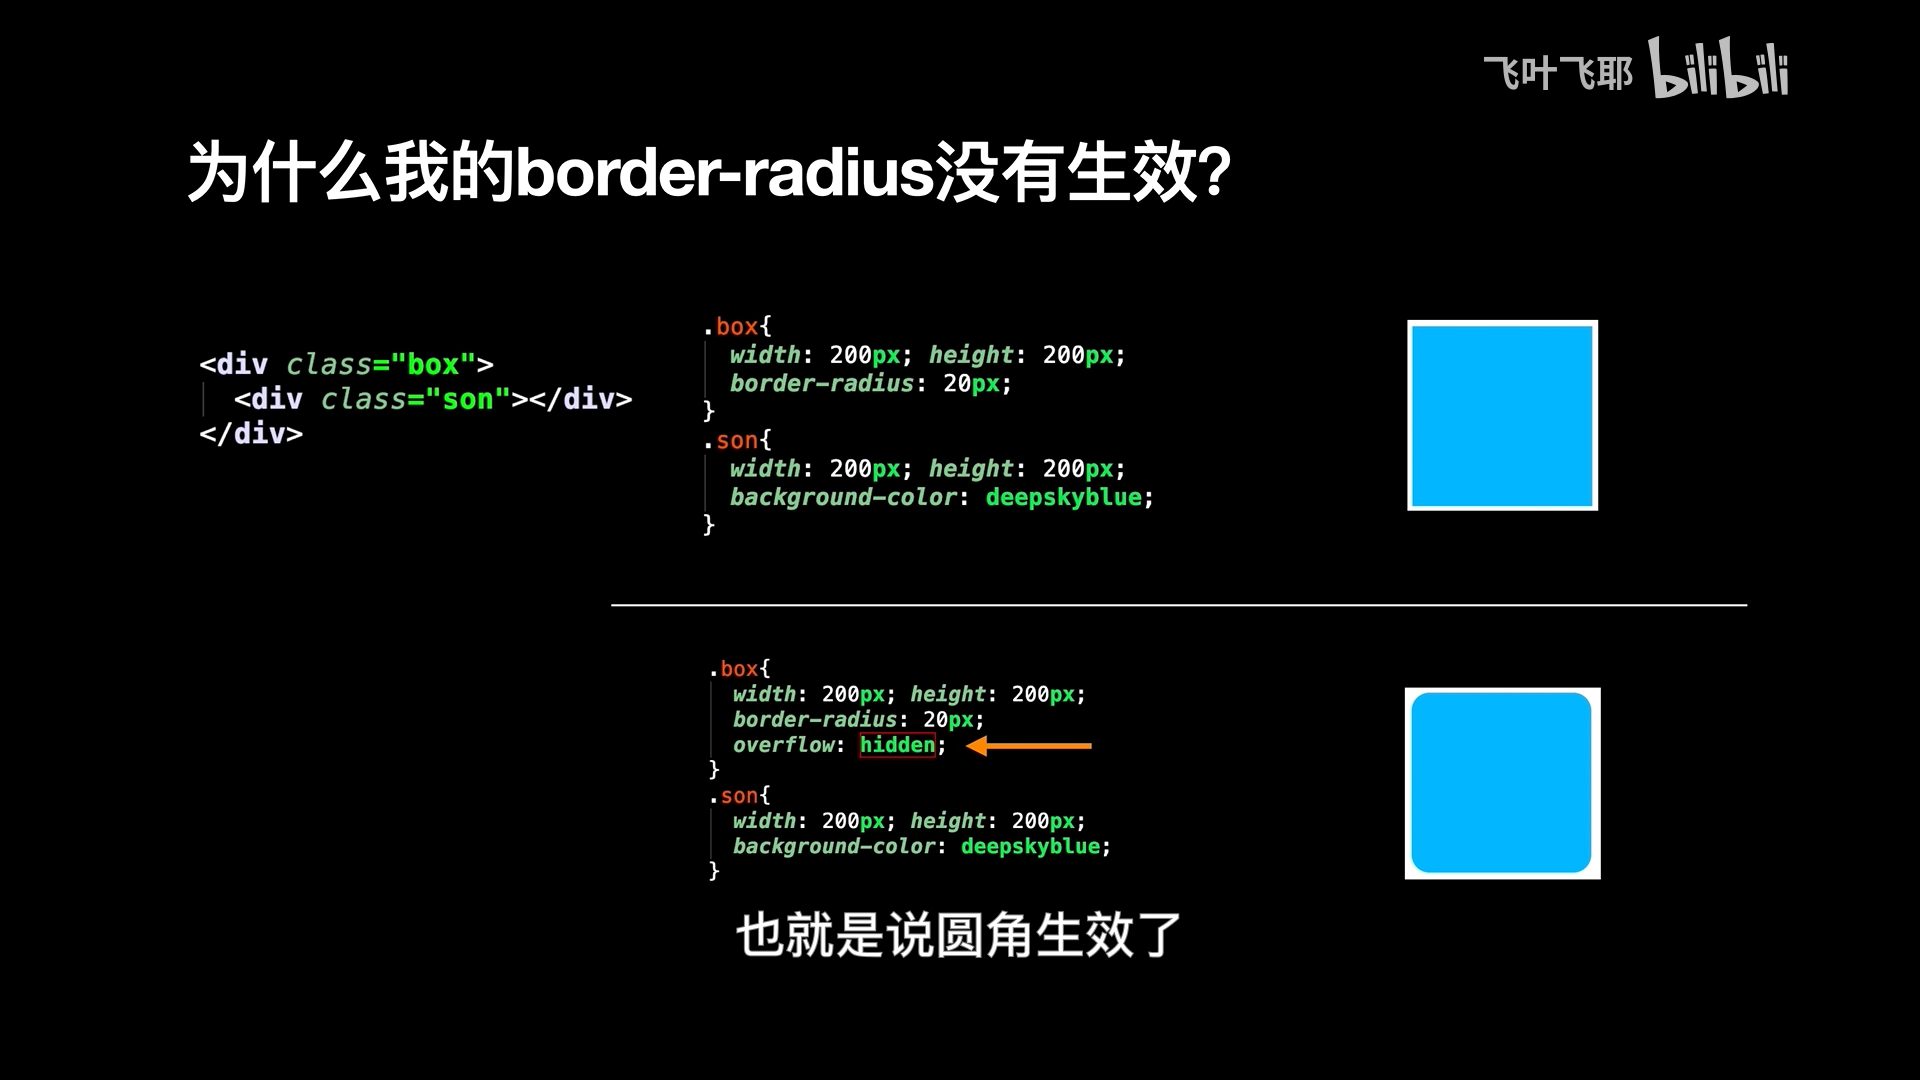 飞叶飞耶 bilibili
为什么我的border-radius没有生效?
<div class="box">
<div class="son"></div>
</div>
.box{
width: 200px; height: 200px;
border-radius: 20px;
}
.son{
width: 200px; height: 200px;
background-color: deepskyblue;
}
.box{
width: 200px; height: 200px;
border-radius: 20px;
overflow: hidden;
}
.son{
width: 200px; height: 200px;
background-color: deepskyblue;
}
也就是说圆角生效了